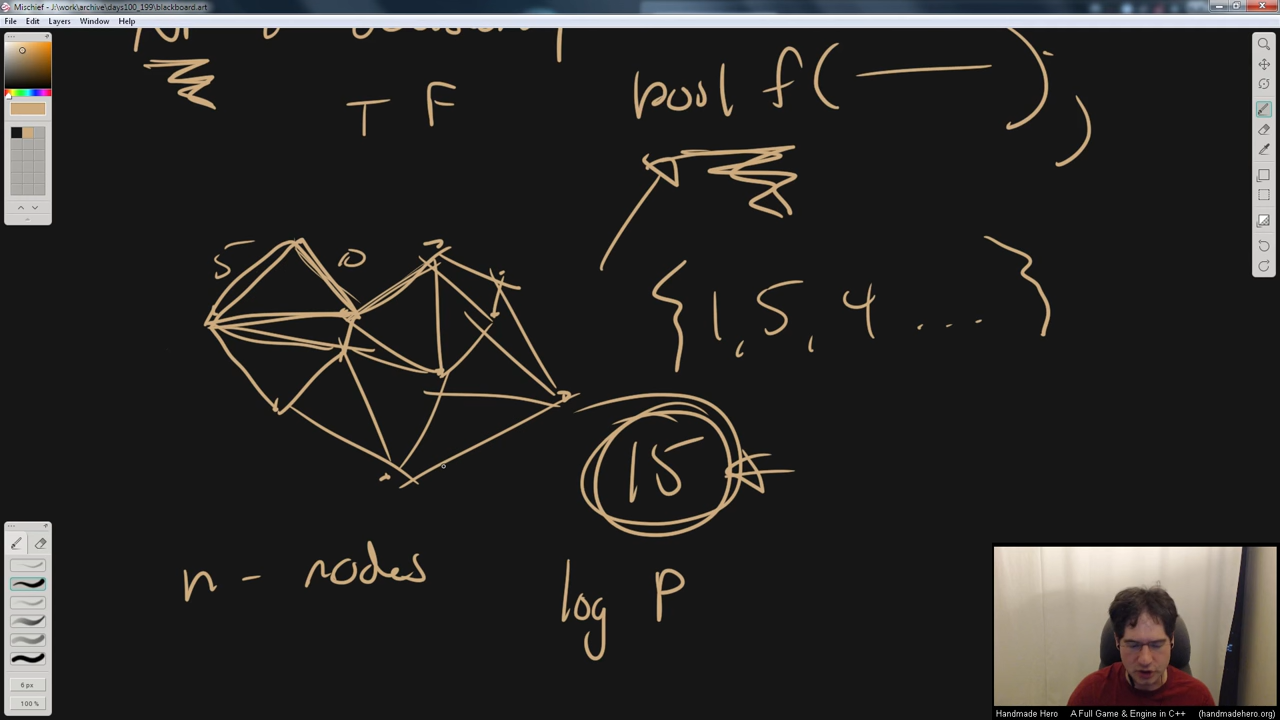 Mischief - J:\work\archive\days100_199\blackboard.art
File Edit Layers Window Help
T F
bool f( );
5 0
{1,5,4 ...}
15
n - nodes
log P
6 px
100 %
Handmade Hero A Full Game & Engine in C++ (handmadehero.org)